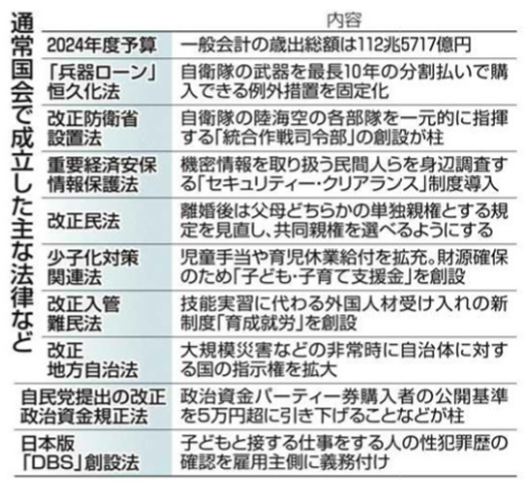 通常国会で成立した主な法律など
内容
2024年度予算
一般会計の歳出総額は112兆5717億円
「兵器ローン」
恒久化法
自衛隊の武器を最長10年の分割払いで購
入できる例外措置を固定化
改正防衛省
設置法
自衛隊の陸海空の各部隊を一元的に指揮
する「統合作戦司令部」の創設が柱
重要経済安保
情報保護法
機密情報を取り扱う民間人らを身辺調査す
る「セキュリティー・クリアランス」制度導入
改正民法
離婚後は父母どちらかの単独親権とする規
定を見直し、共同親権を選べるようにする
少子化対策
関連法
児童手当や育児休業給付を拡充。財源確保
のため「子ども・子育て支援金」を創設
改正入管
難民法
技能実習に代わる外国人材受け入れの新
制度「育成就労」を創設
改正
地方自治法
大規模災害などの非常時に自治体に対す
る国の指示権を拡大
自民党提出の改正
政治資金規正法
政治資金パーティー券購入者の公開基準
を5万円超に引き下げることなどが柱
日本版
「DBS」創設法
子どもと接する仕事をする人の性犯罪歴の
確認を雇用主側に義務付け